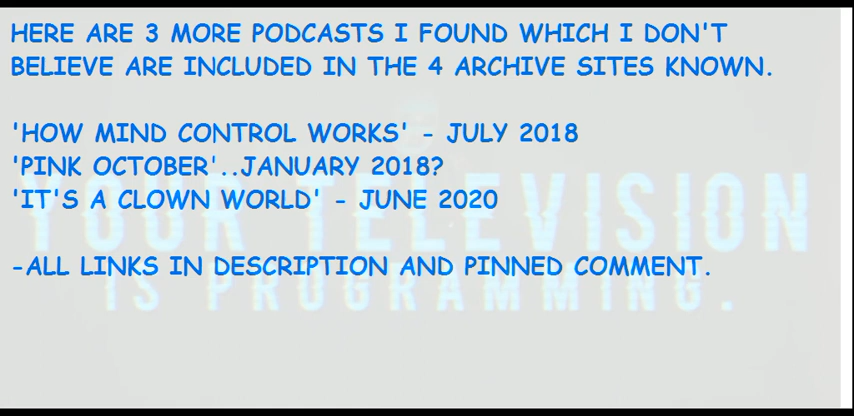 HERE ARE 3 MORE PODCASTS I FOUND WHICH I DON'T
BELIEVE ARE INCLUDED IN THE 4 ARCHIVE SITES KNOWN.
'HOW MIND CONTROL WORKS' - JULY 2018
'PINK OCTOBER'..JANUARY 2018?
'IT'S A CLOWN WORLD' - JUNE 2020
YOUR TELEVISION
-ALL LINKS IN DESCRIPTION AND PINNED COMMENT.
IS PROGRAMMING.